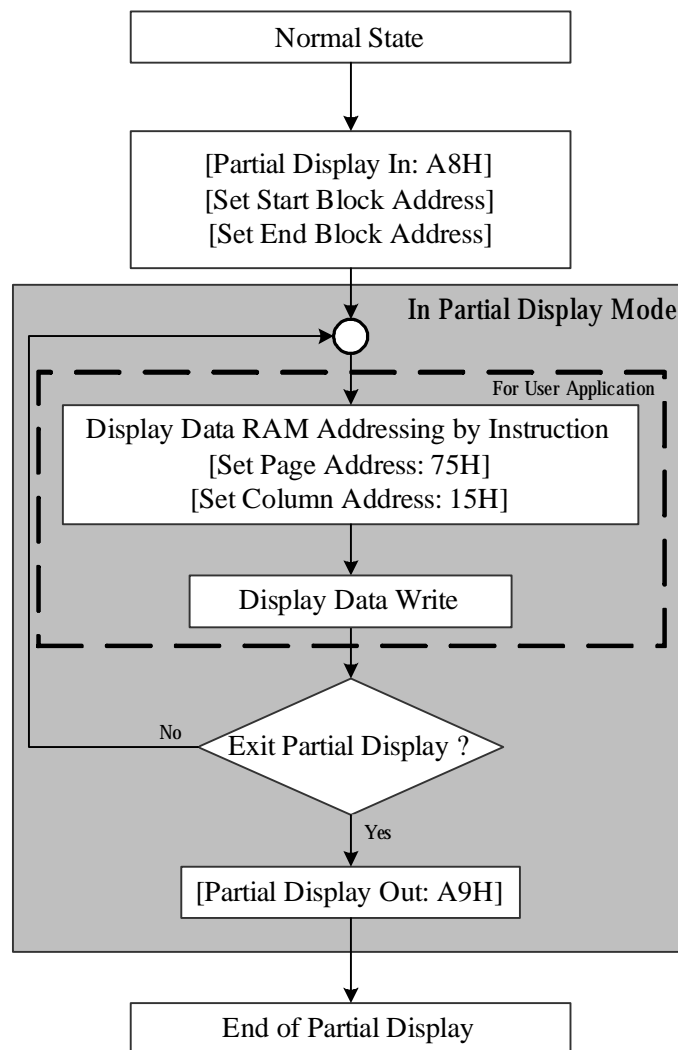 Normal State
[Partial Display In: A8H]
[Set Start Block Address]
[Set End Block Address]
In Partial Display Mode
For User Application
Display Data RAM Addressing by Instruction
[Set Page Address: 75H]
[Set Column Address: 15H]
Display Data Write
No
Exit Partial Display ?
Yes
[Partial Display Out: A9H]
End of Partial Display